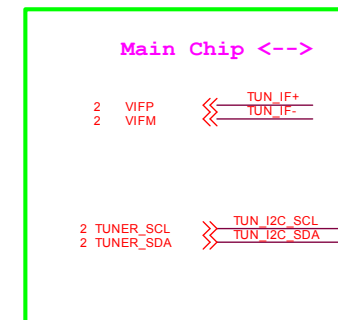 Main Chip <-->
2 VIFP TUN_IF+
2 VIFM TUN_IF-
2 TUNER_SCL TUN_I2C_SCL
2 TUNER_SDA TUN_I2C_SDA